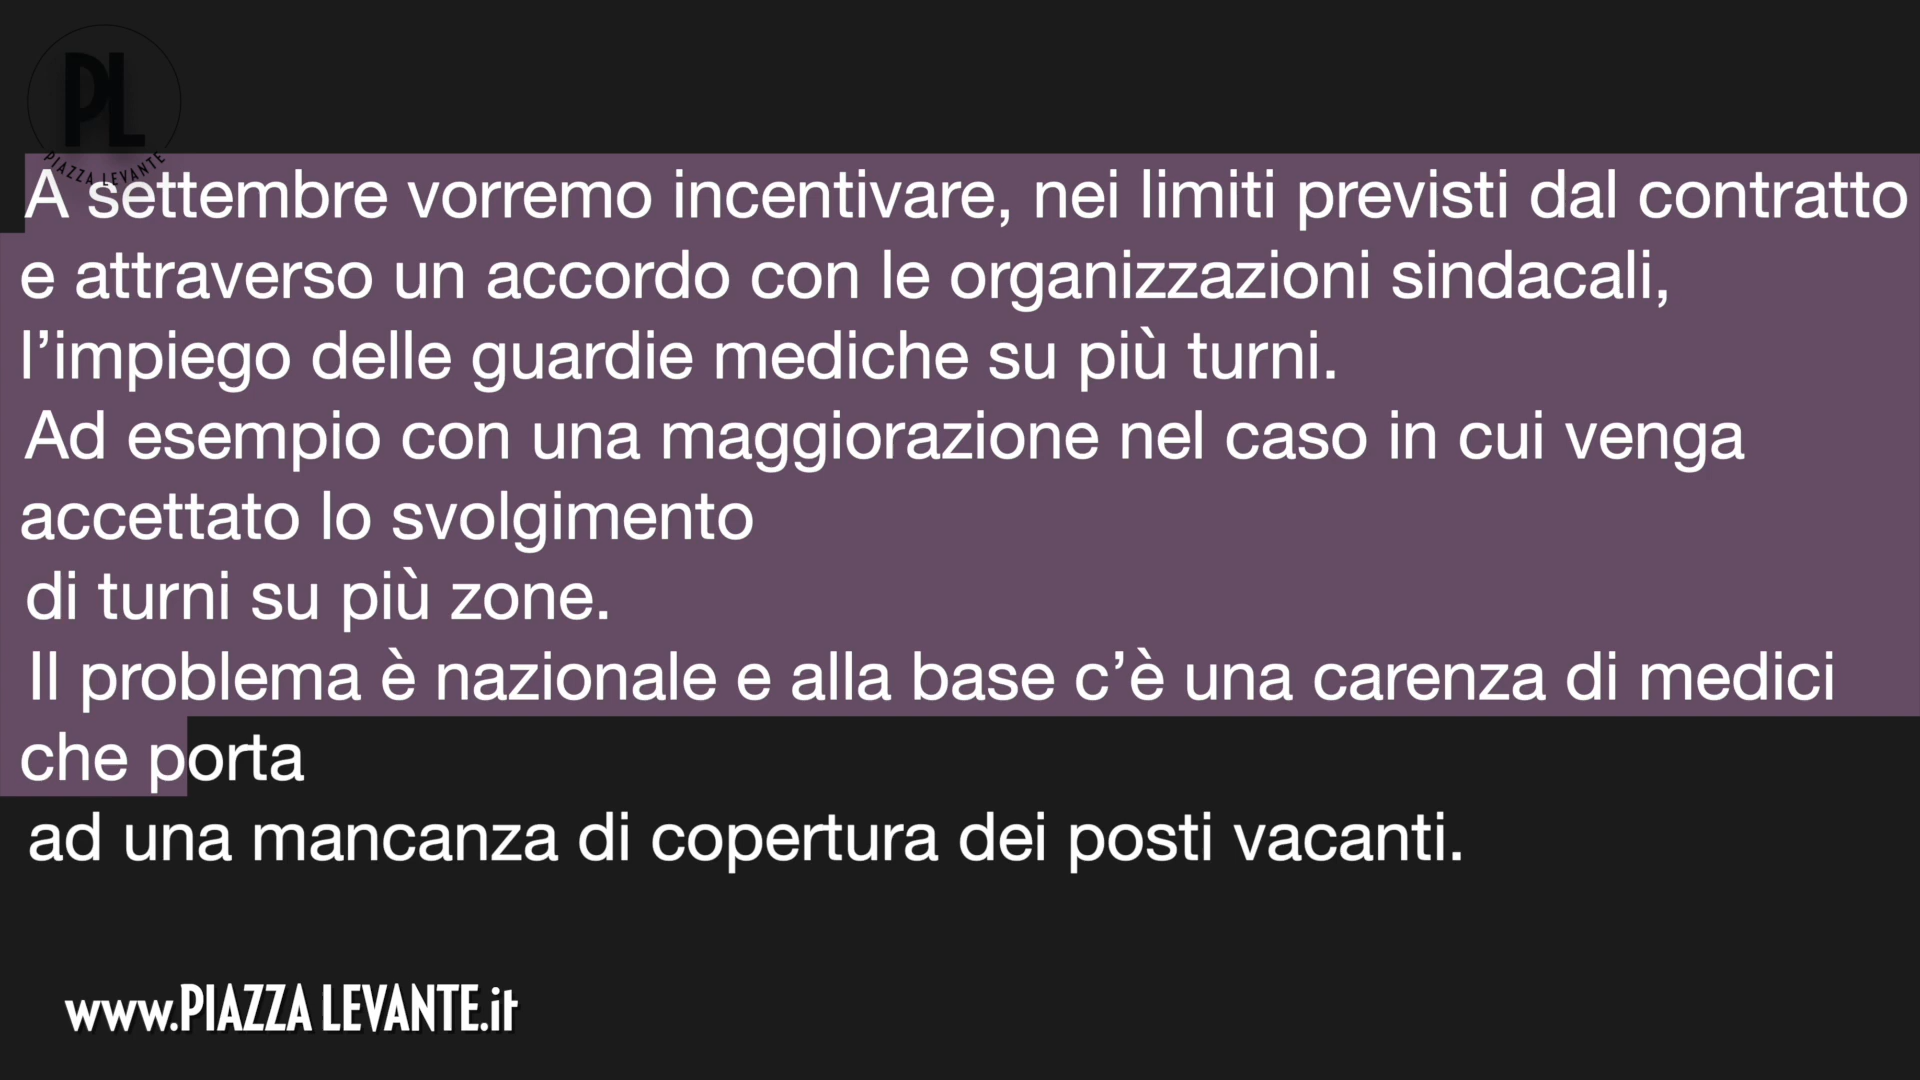 PL
PIAZZA LEVANTE
A settembre vorremo incentivare, nei limiti previsti dal contratto
e attraverso un accordo con le organizzazioni sindacali,
l’impiego delle guardie mediche su più turni.
Ad esempio con una maggiorazione nel caso in cui venga
accettato lo svolgimento
di turni su più zone.
Il problema è nazionale e alla base c’è una carenza di medici
che porta
ad una mancanza di copertura dei posti vacanti.
www.PIAZZA LEVANTE.it